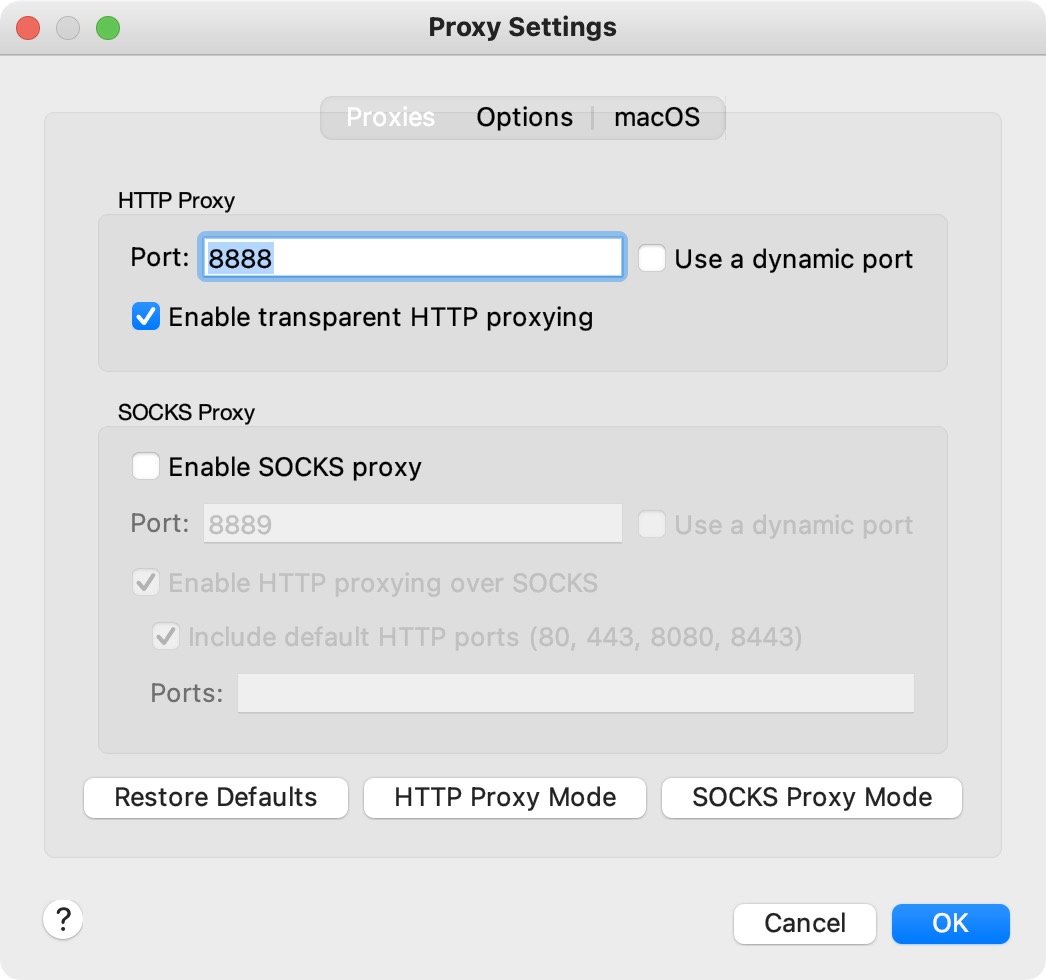 Proxy Settings
Proxies Options macOS
HTTP Proxy
Port: 8888 Use a dynamic port
Enable transparent HTTP proxying
SOCKS Proxy
Enable SOCKS proxy
Port: 8889 Use a dynamic port
Enable HTTP proxying over SOCKS
Include default HTTP ports (80, 443, 8080, 8443)
Ports:
Restore Defaults HTTP Proxy Mode SOCKS Proxy Mode
? Cancel OK